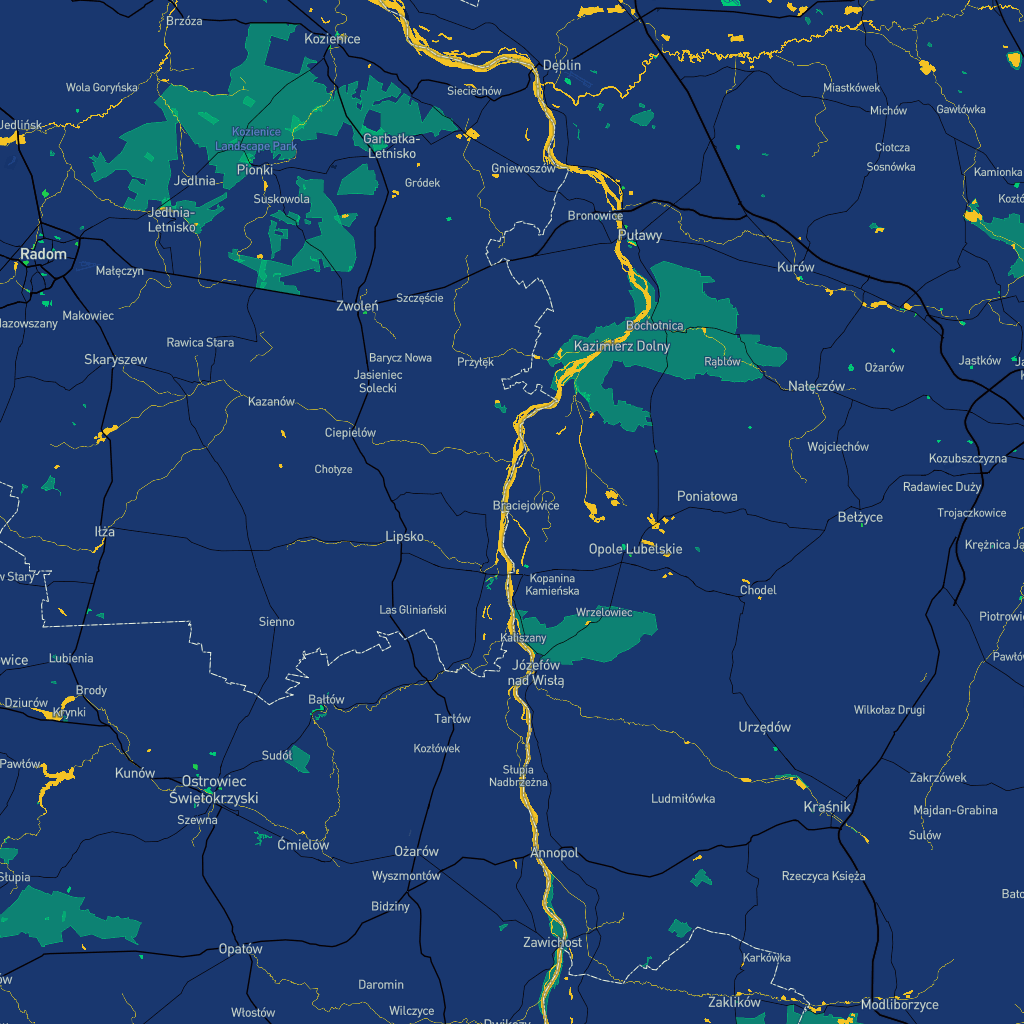 Brzóza
Kozienice
Dęblin
Wola Goryńska
Sieciechów
Miastkówek
Michów
Gawłówka
Jedlińsk
Kozienice
Landscape Park
Garbatka-
Letnisko
Ciotcza
Sosnówka
Pionki
Gniewoszów
Kamionka
Jedlnia
Gródek
Suskowola
Jedlnia-
Letnisko
Bronowice
Puławy
Radom
Małęczyn
Kurów
Szczęście
Zwoleń
Makowiec
Bochotnica
Rawica Stara
Kazimierz Dolny
Skaryszew
Barycz Nowa
Przyłęk
Rąblów
Jastków
Ożarów
Jasieniec
Solecki
Nałęczów
Kazanów
Ciepielów
Wojciechów
Kozubszczyzna
Chotyze
Radawiec Duży
Poniatowa
Braciejowice
Trojaczkowice
Bełżyce
Iłża
Lipsko
Opole Lubelskie
w Stary
Kopanina
Kamieńska
Chodel
Las Gliniański
Wrzelowiec
Sienno
Kaliszany
owice
Lubienia
Józefów
nad Wisłą
Brody
Bałtów
Dziurów
Krynki
Tarłów
Wilkołaz Drugi
Urzędów
Kozłówek
Sudół
Pawłów
Kunów
Słupia
Nadbrzeżna
Zakrzówek
Ostrowiec
Świętokrzyski
Ludmiłówka
Kraśnik
Majdan-Grabina
Szewna
Sulów
Ćmielów
Ożarów
Annopol
Wyszmontów
Rzeczyca Księża
Słupia
Bidziny
Zawichost
Opatów
Karkówka
Daromin
Zaklików
Modliborzyce
Włostów
Wilczyce